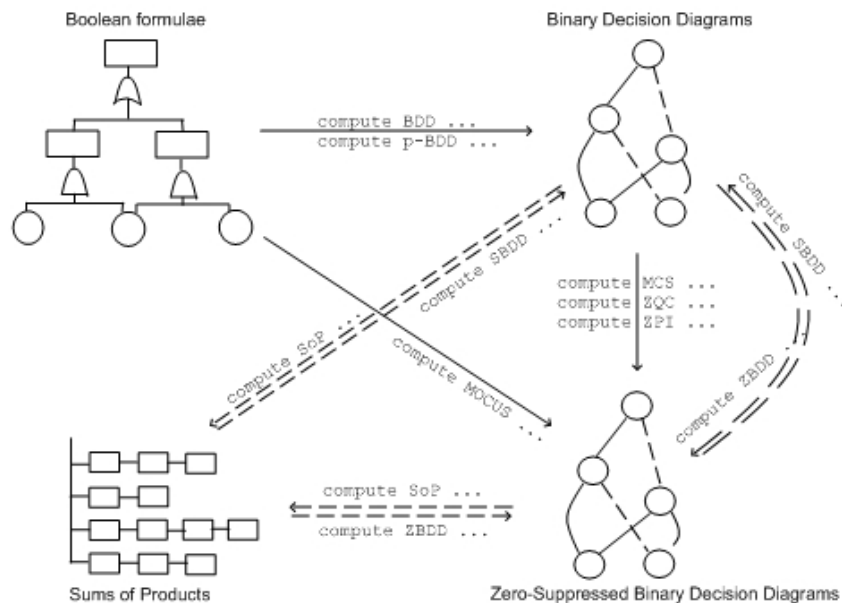 Boolean formulae
Binary Decision Diagrams
compute BDD ...
compute p-BDD ...
compute SBDD ...
compute SoP ...
compute MOCUS ...
compute MCS ...
compute ZQC ...
compute ZPI ...
compute SBDD ...
compute ZBDD ...
compute SoP ...
compute ZBDD ...
Sums of Products
Zero-Suppressed Binary Decision Diagrams